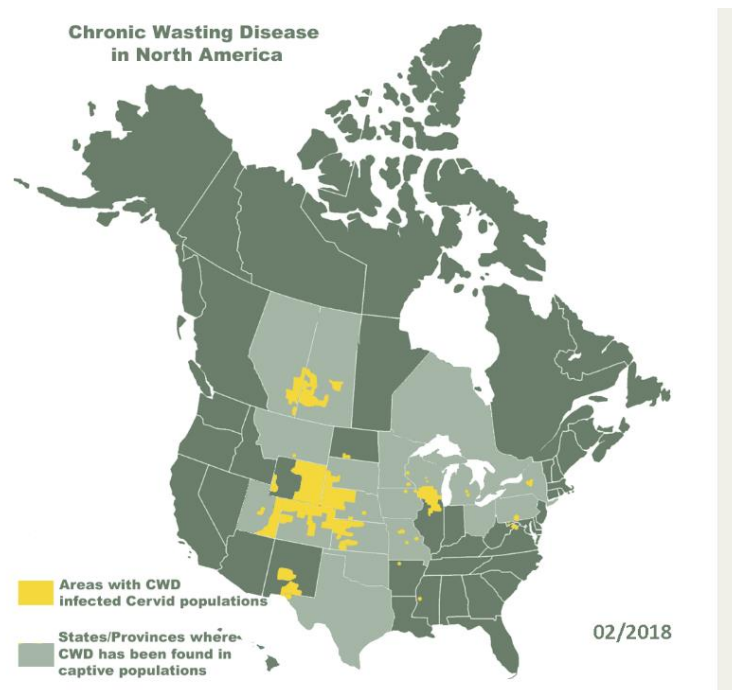 Chronic Wasting Disease
in North America
Areas with CWD
infected Cervid populations
States/Provinces where
CWD has been found in
captive populations
02/2018